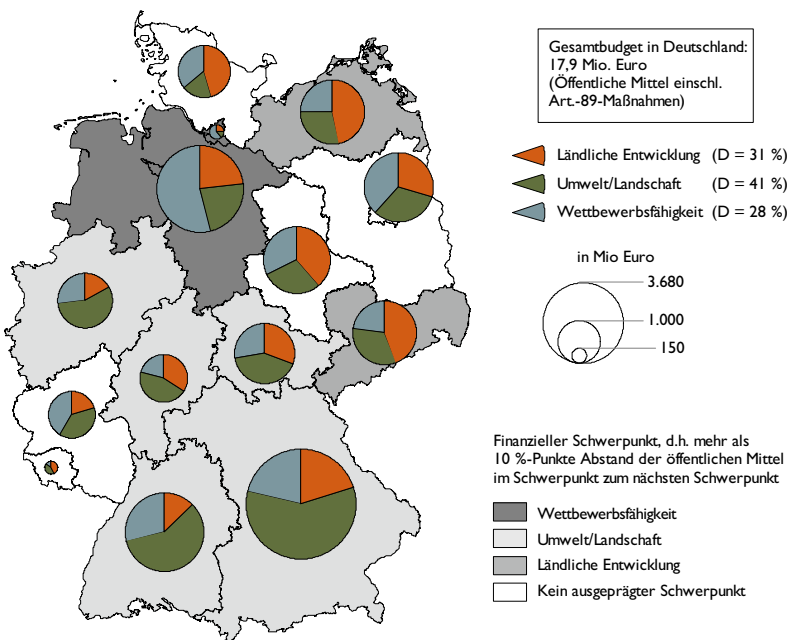 Gesamtbudget in Deutschland:
17,9 Mio. Euro
(Öffentliche Mittel einschl.
Art.-89-Maßnahmen)
Ländliche Entwicklung (D = 31 %)
Umwelt/Landschaft (D = 41 %)
Wettbewerbsfähigkeit (D = 28 %)
in Mio Euro
3.680
1.000
150
Finanzieller Schwerpunkt, d.h. mehr als
10 %-Punkte Abstand der öffentlichen Mittel
im Schwerpunkt zum nächsten Schwerpunkt
Wettbewerbsfähigkeit
Umwelt/Landschaft
Ländliche Entwicklung
Kein ausgeprägter Schwerpunkt